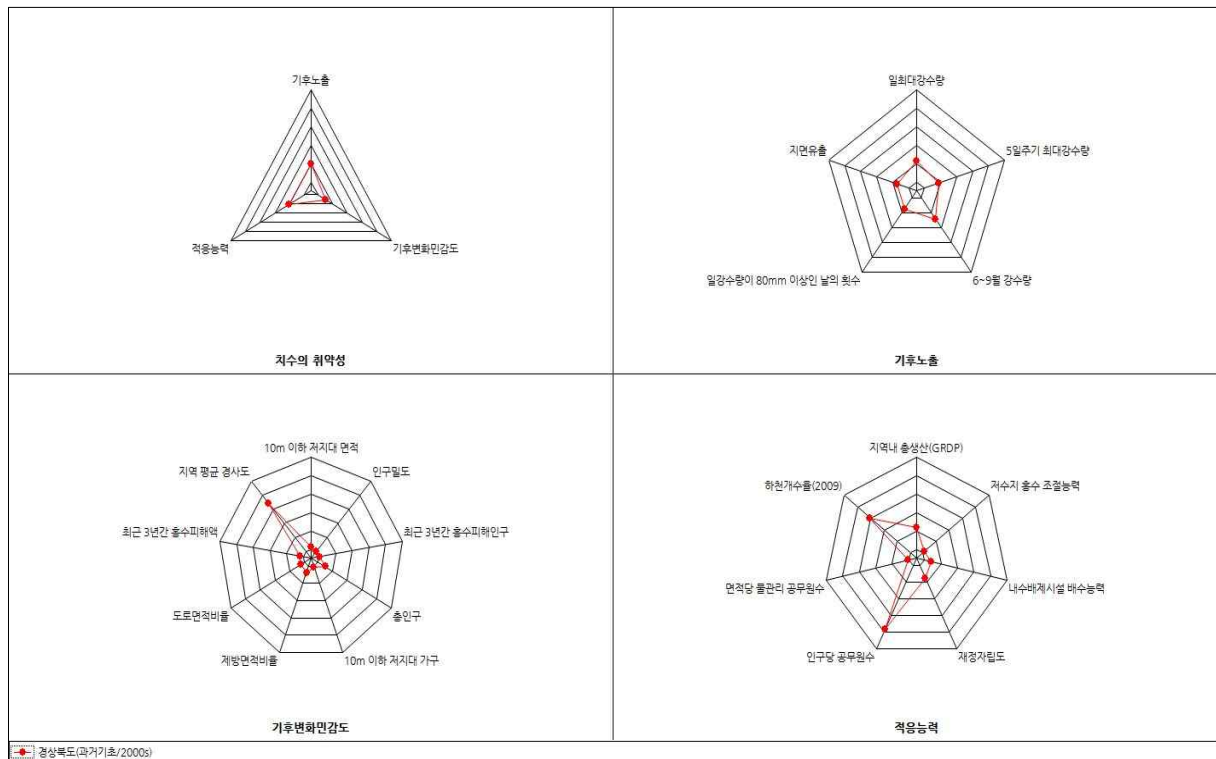 기후노출
적응능력
기후변화민감도
치수의 취약성
일최대강수량
지면유출
5일주기 최대강수량
일강수량이 80mm 이상인 날의 횟수
6~9월 강수량
기후노출
10m 이하 저지대 면적
지역 평균 경사도
인구밀도
최근 3년간 홍수피해액
최근 3년간 홍수피해인구
도로면적비율
총인구
제방면적비율
10m 이하 저지대 가구
기후변화민감도
지역내 총생산(GRDP)
하천개수율(2009)
저수지 홍수 조절능력
면적당 물관리 공무원수
내수배제시설 배수능력
인구당 공무원수
재정자립도
적응능력
경상북도(과거기초/2000s)